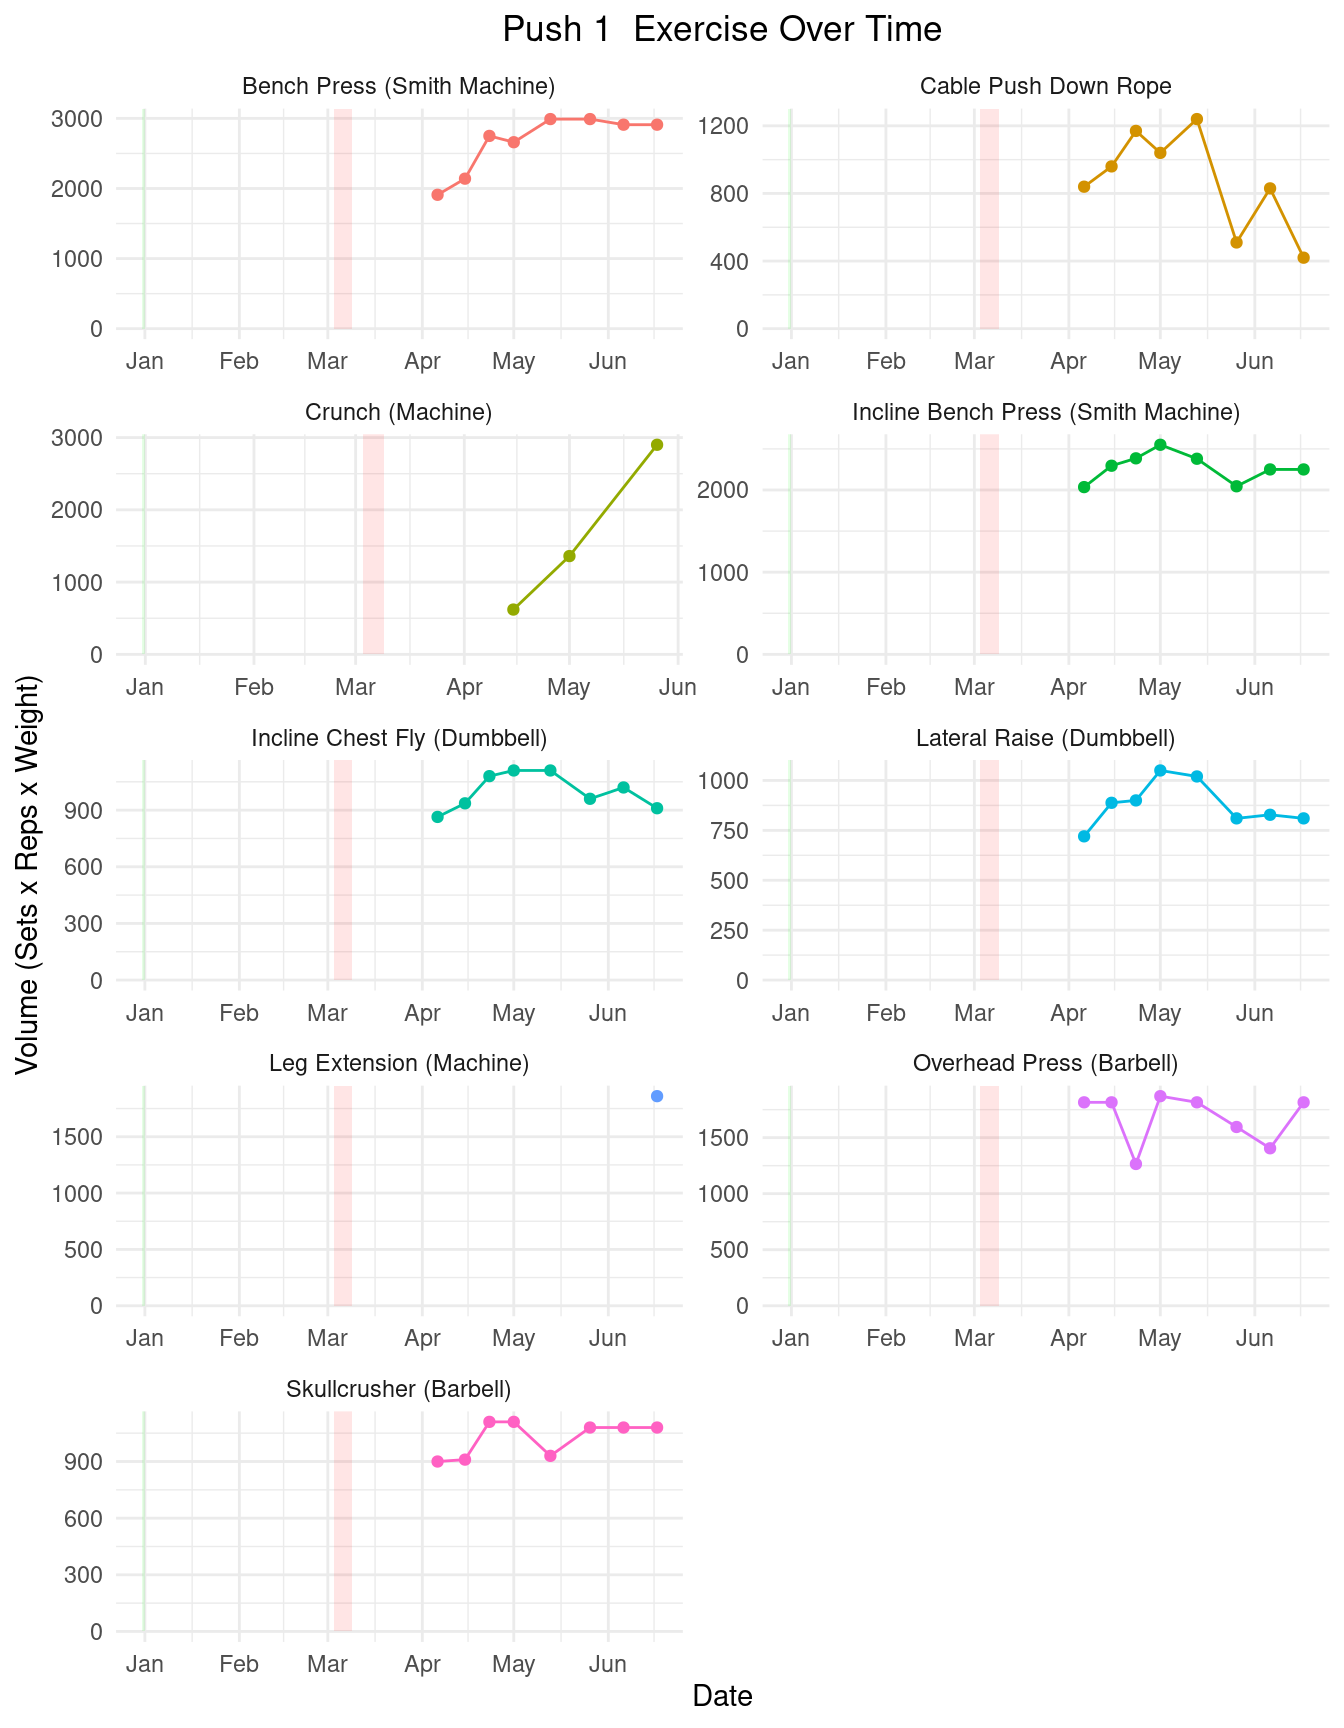 Push 1  Exercise Over Time
Bench Press (Smith Machine)
3000
2000
1000
0
Jan Feb Mar Apr May Jun
Cable Push Down Rope
1200
800
400
0
Jan Feb Mar Apr May Jun
Crunch (Machine)
3000
2000
1000
0
Jan Feb Mar Apr May Jun
Incline Bench Press (Smith Machine)
2000
1000
0
Jan Feb Mar Apr May Jun
Incline Chest Fly (Dumbbell)
900
600
300
0
Jan Feb Mar Apr May Jun
Lateral Raise (Dumbbell)
1000
750
500
250
0
Jan Feb Mar Apr May Jun
Leg Extension (Machine)
1500
1000
500
0
Jan Feb Mar Apr May Jun
Overhead Press (Barbell)
1500
1000
500
0
Jan Feb Mar Apr May Jun
Skullcrusher (Barbell)
900
600
300
0
Jan Feb Mar Apr May Jun
Volume (Sets x Reps x Weight)
Date